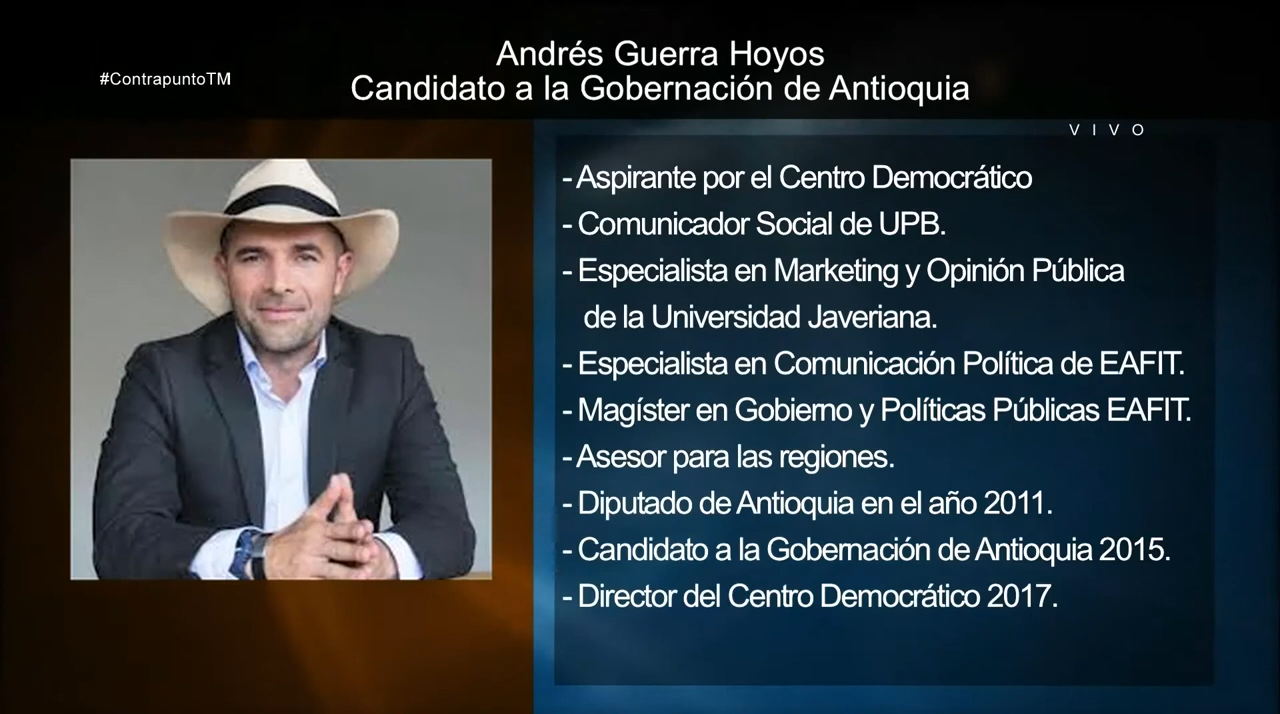 Andrés Guerra Hoyos
Candidato a la Gobernación de Antioquia
#ContrapuntoTM
VIVO
- Aspirante por el Centro Democrático
- Comunicador Social de UPB.
- Especialista en Marketing y Opinión Pública
de la Universidad Javeriana.
- Especialista en Comunicación Política de EAFIT.
- Magíster en Gobierno y Políticas Públicas EAFIT.
- Asesor para las regiones.
- Diputado de Antioquia en el año 2011.
- Candidato a la Gobernación de Antioquia 2015.
- Director del Centro Democrático 2017.